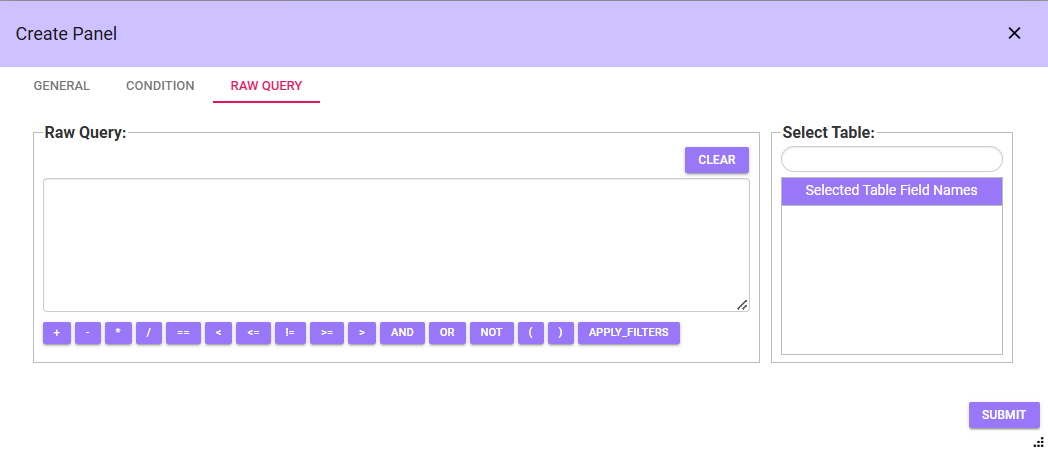 Create Panel
GENERAL CONDITION RAW QUERY
Raw Query:
CLEAR
+ - * / == < <= != >= > AND OR NOT ( ) APPLY_FILTERS
Select Table:
Selected Table Field Names
SUBMIT